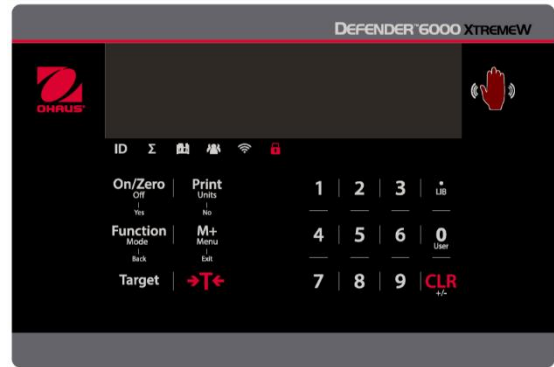 DEFENDER™6000 XTREMEW
OHAUS®
ID Σ
On/Zero Print 1 2 3 .
Off Units LIB
Yes No
Function M+ 4 5 6 0
Mode Menu User
Back Exit
Target →T← 7 8 9 CLR
+/-